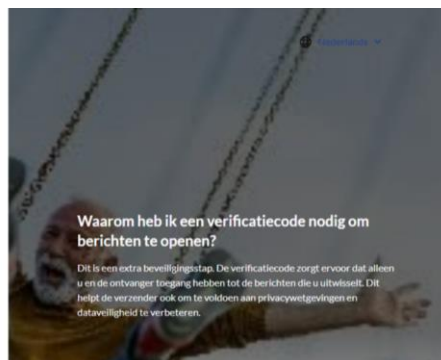 Nederlands
Waarom heb ik een verificatiecode nodig om
berichten te openen?
Dit is een extra beveiligingsstap. De verificatiecode zorgt ervoor dat alleen
u en de ontvanger toegang hebben tot de berichten die u uitwisselt. Dit
helpt de verzender ook om te voldoen aan privacywetgevingen en
dataveiligheid te verbeteren.